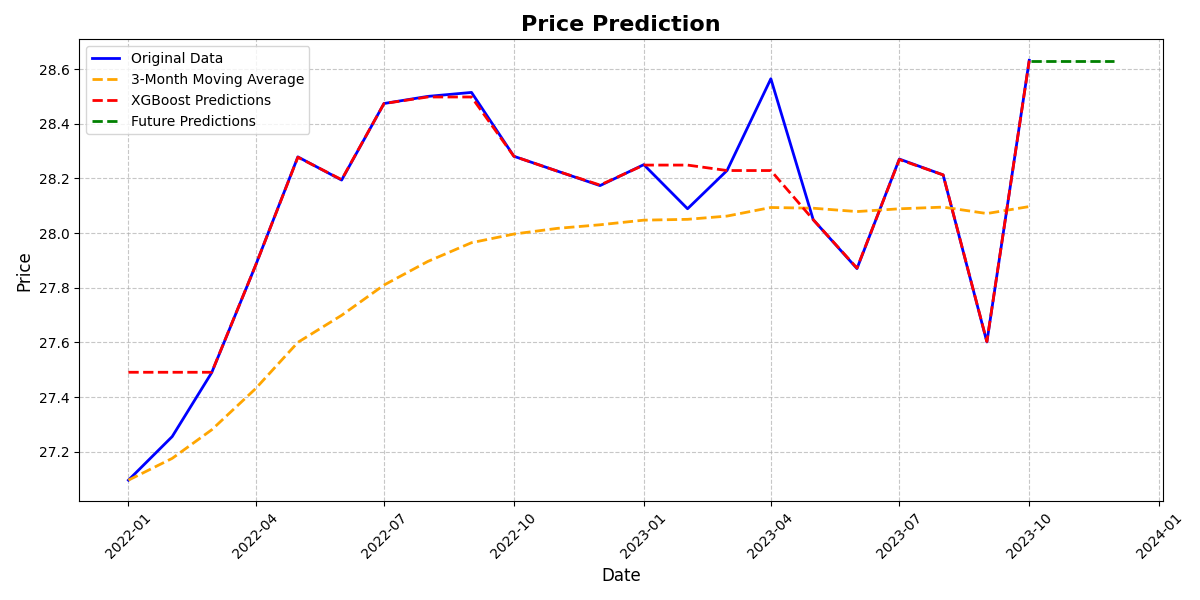 Price Prediction
Original Data
3-Month Moving Average
XGBoost Predictions
Future Predictions
28.6
28.4
28.2
28.0
27.8
27.6
27.4
27.2
Price
2022-01
2022-04
2022-07
2022-10
2023-01
2023-04
2023-07
2023-10
2024-01
Date